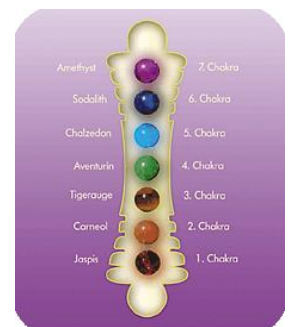 Amethyst 7. Chakra
Sodalith 6. Chakra
Chalzedon 5. Chakra
Aventurin 4. Chakra
Tigerauge 3. Chakra
Carneol 2. Chakra
Jaspis 1. Chakra